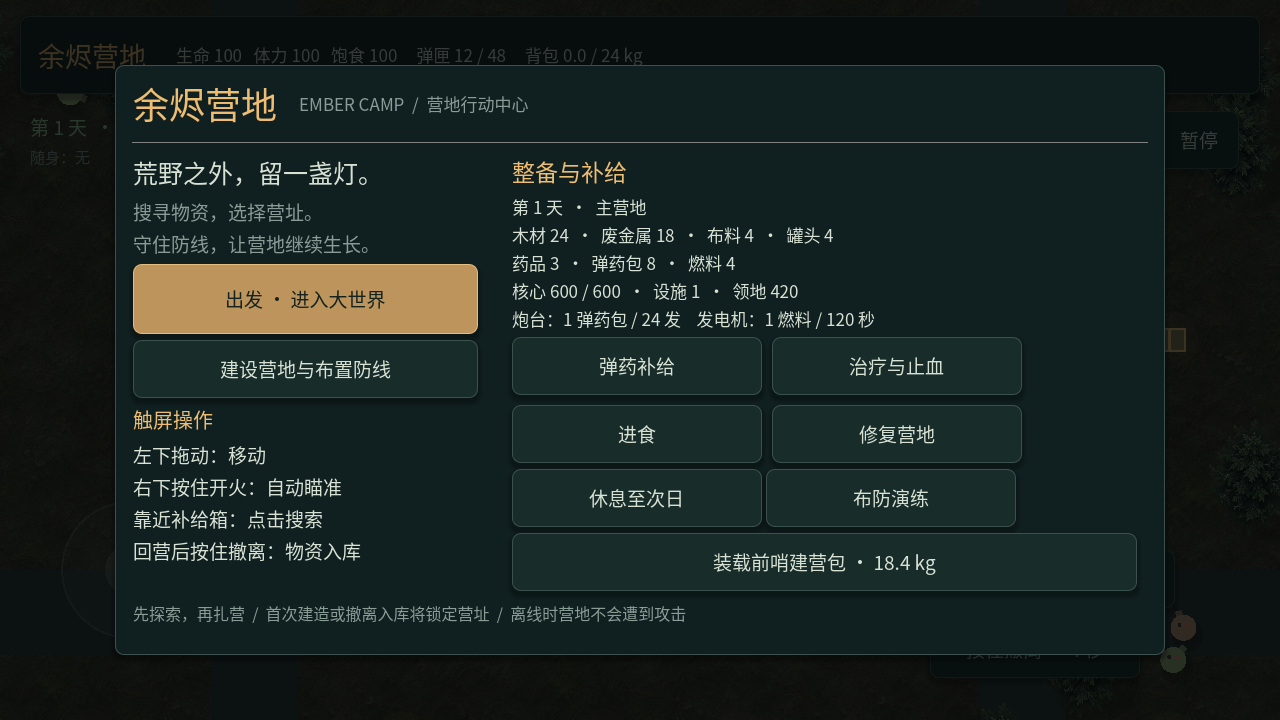 余烬营地 生命 100 体力 100 饱食 100 弹匣 12 / 48 背包 0.0 / 24 kg
第 1 天 •
随身：无
暂停
余烬营地 EMBER CAMP / 营地行动中心
荒野之外，留一盏灯。
搜寻物资，选择营址。
守住防线，让营地继续生长。
出发 • 进入大世界
建设营地与布置防线
触屏操作
左下拖动：移动
右下按住开火：自动瞄准
靠近补给箱：点击搜索
回营后按住撤离：物资入库
整备与补给
第 1 天 • 主营地
木材 24 • 废金属 18 • 布料 4 • 罐头 4
药品 3 • 弹药包 8 • 燃料 4
核心 600 / 600 • 设施 1 • 领地 420
炮台：1 弹药包 / 24 发 发电机：1 燃料 / 120 秒
弹药补给 治疗与止血
进食 修复营地
休息至次日 布防演练
装载前哨建营包 • 18.4 kg
先探索，再扎营 / 首次建造或撤离入库将锁定营址 / 离线时营地不会遭到攻击